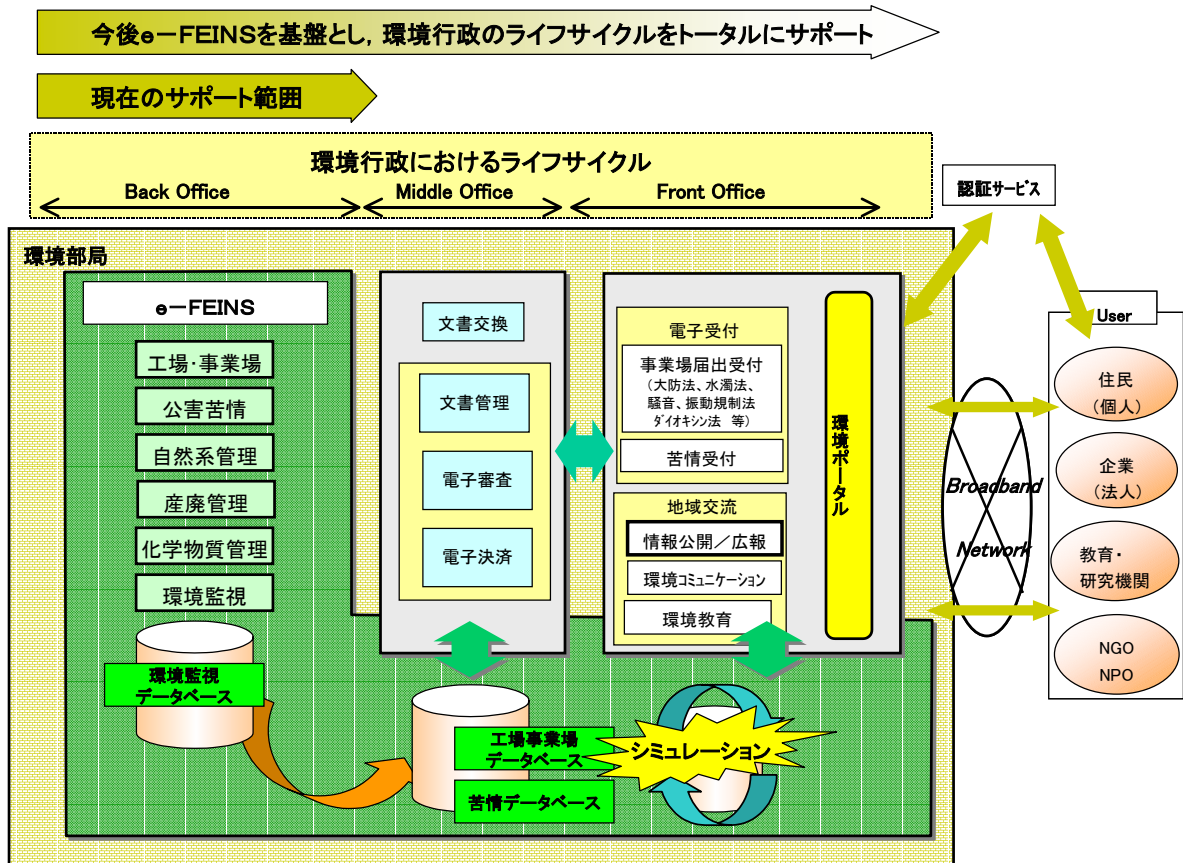 今後e－FEINSを基盤とし，環境行政のライフサイクルをトータルにサポート
現在のサポート範囲
環境行政におけるライフサイクル
Back Office
Middle Office
Front Office
認証サービス
環境部局
e－FEINS
工場・事業場
公害苦情
自然系管理
産廃管理
化学物質管理
環境監視
環境監視
データベース
文書交換
文書管理
電子審査
電子決済
電子受付
事業場届出受付
（大防法、水濁法、
騒音、振動規制法
ダイオキシン法　等）
苦情受付
地域交流
情報公開／広報
環境コミュニケーション
環境教育
環境ポータル
工場事業場
データベース
苦情データベース
シミュレーション
Broadband
Network
User
住民
（個人）
企業
（法人）
教育・
研究機関
NGO
NPO